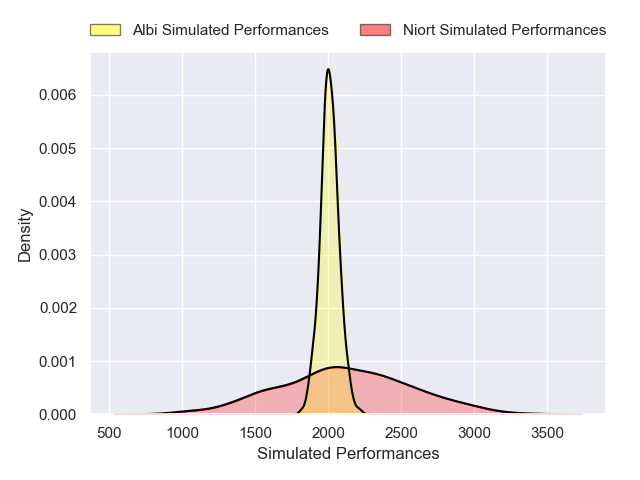 Albi Simulated Performances
Niort Simulated Performances
0.006
0.005
0.004
0.003
0.002
0.001
0.000
Density
500 1000 1500 2000 2500 3000 3500
Simulated Performances